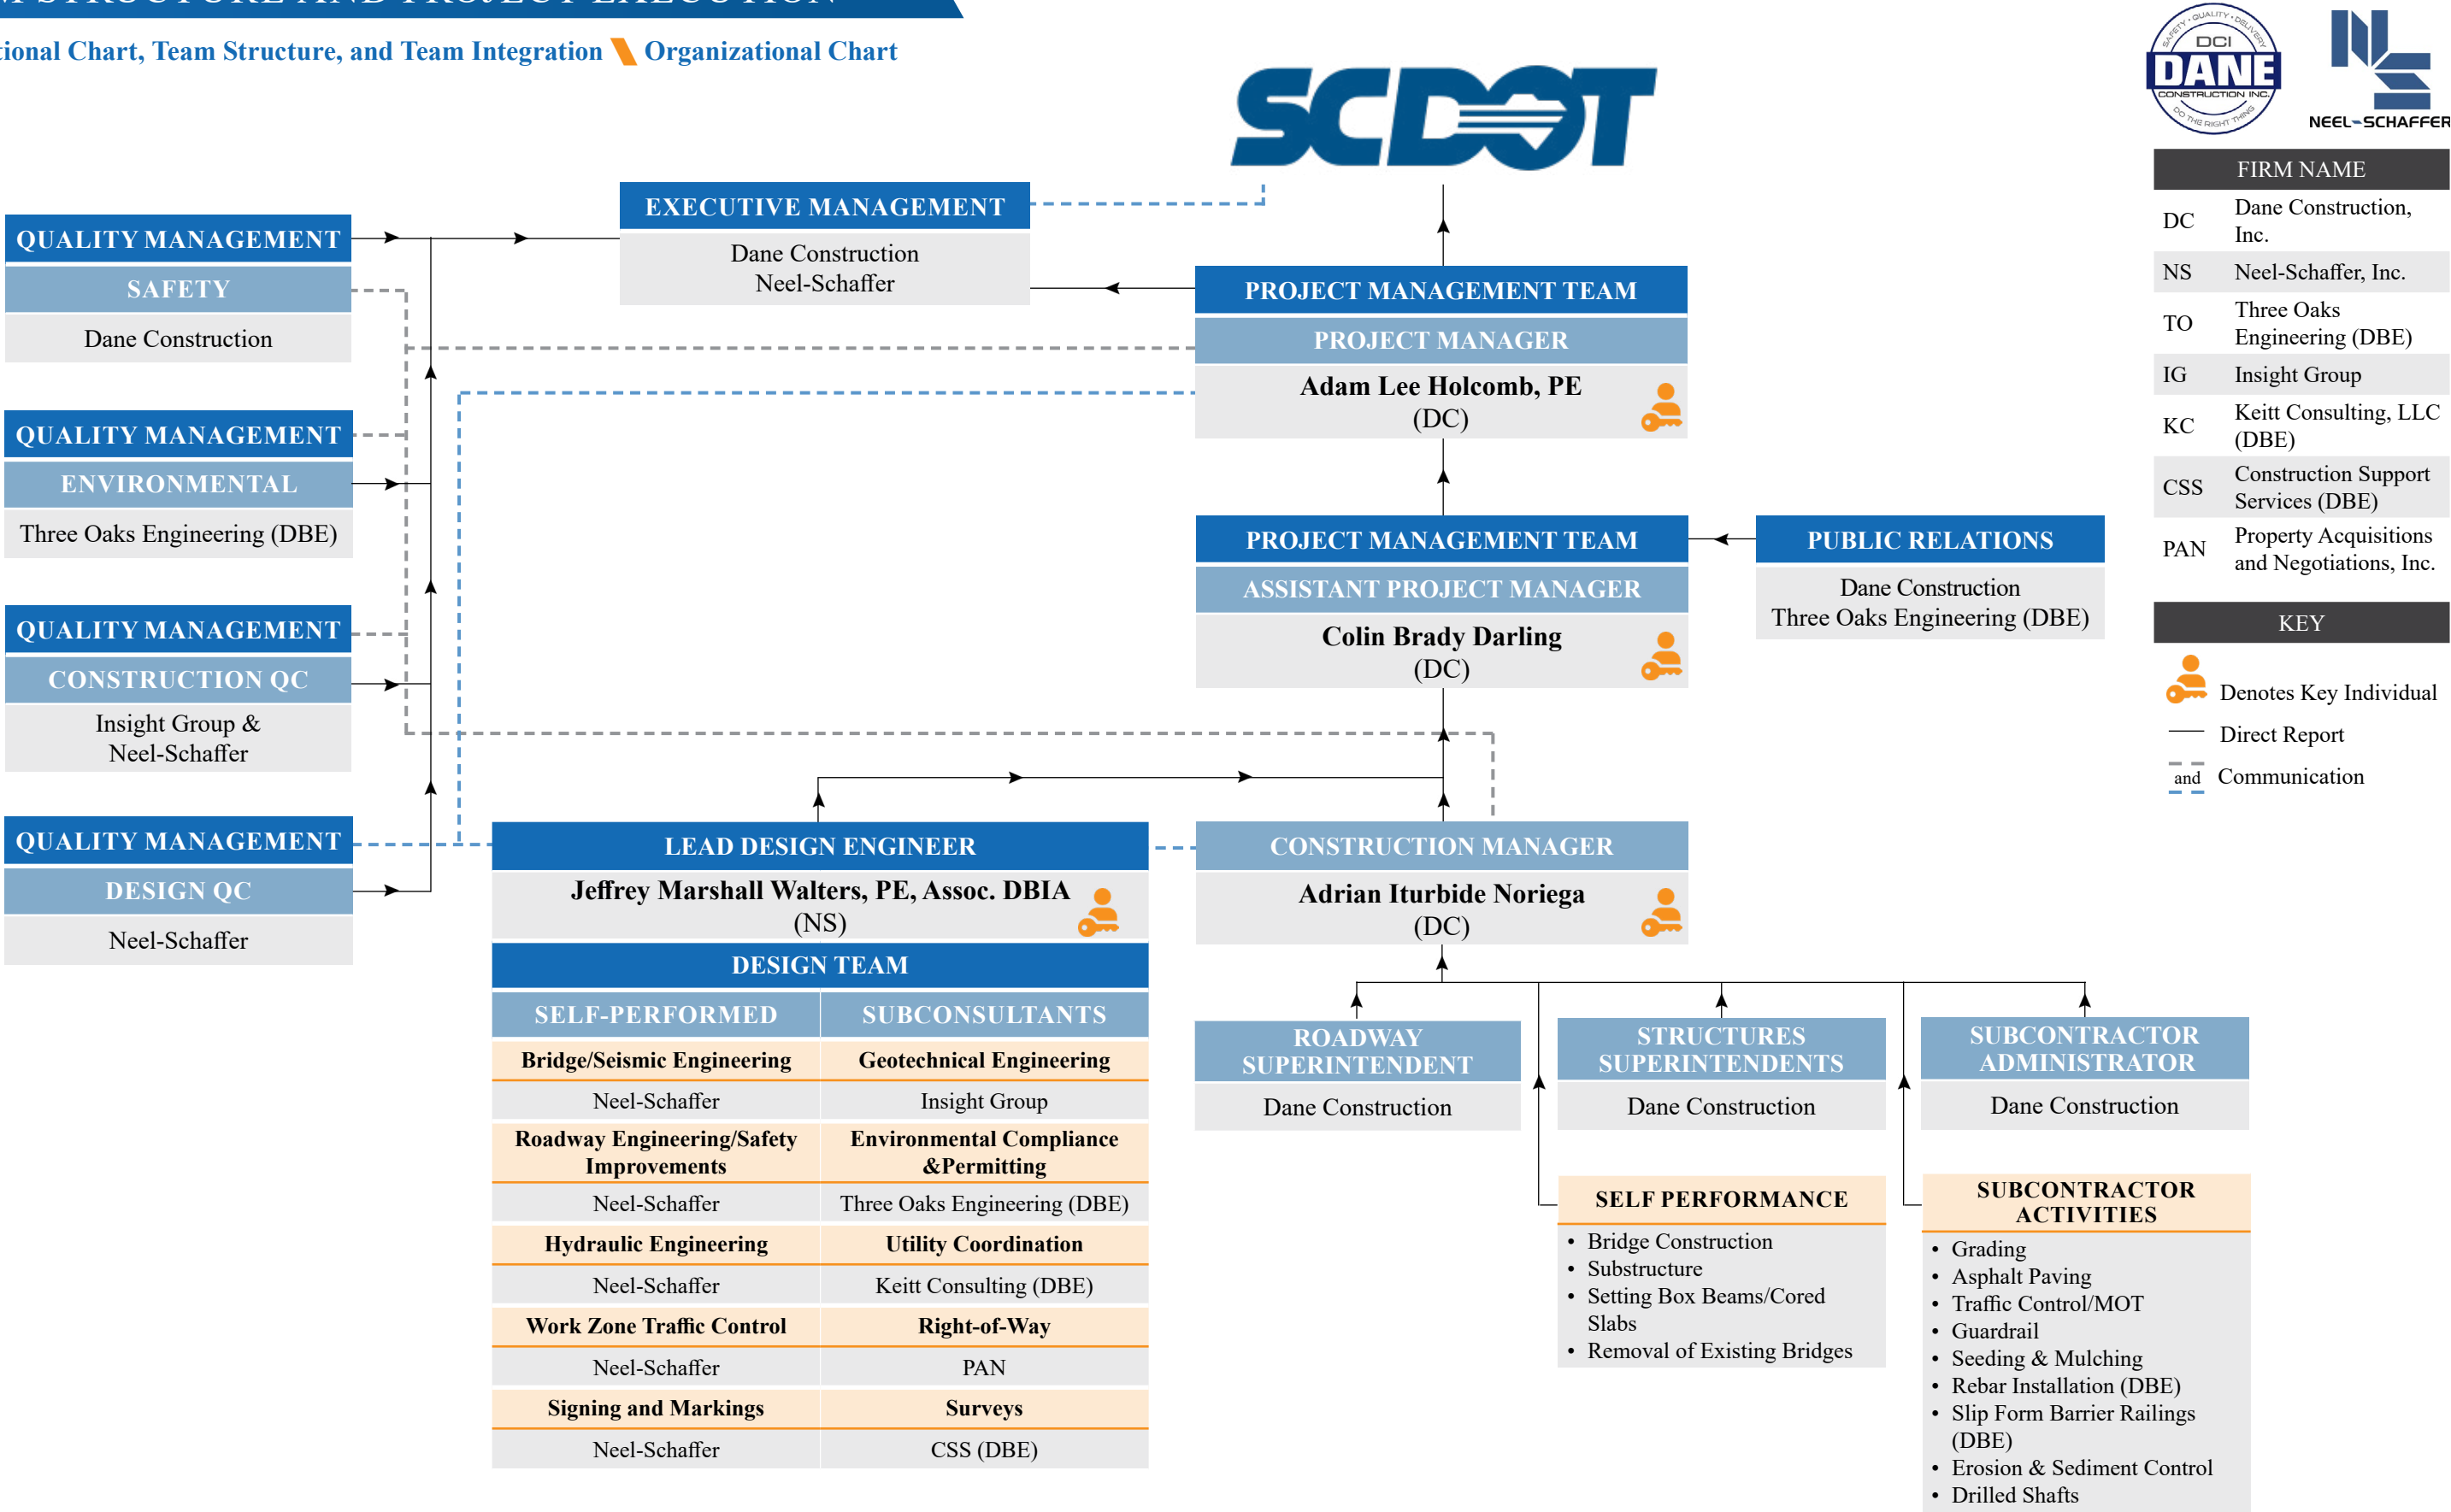 STRUCTURE AND PROJECT EXECUTION
tional Chart, Team Structure, and Team Integration Organizational Chart
SCDOT
SAFETY • QUALITY • DELIVERY
DCI
DANE
CONSTRUCTION INC.
DO THE RIGHT THING
NEEL-SCHAFFER
FIRM NAME
DC Dane Construction,
Inc.
NS Neel-Schaffer, Inc.
TO Three Oaks
Engineering (DBE)
IG Insight Group
KC Keitt Consulting, LLC
(DBE)
CSS Construction Support
Services (DBE)
PAN Property Acquisitions
and Negotiations, Inc.
KEY
Denotes Key Individual
Direct Report
and Communication
EXECUTIVE MANAGEMENT
Dane Construction
Neel-Schaffer
QUALITY MANAGEMENT
SAFETY
Dane Construction
QUALITY MANAGEMENT
ENVIRONMENTAL
Three Oaks Engineering (DBE)
QUALITY MANAGEMENT
CONSTRUCTION QC
Insight Group &
Neel-Schaffer
QUALITY MANAGEMENT
DESIGN QC
Neel-Schaffer
PROJECT MANAGEMENT TEAM
PROJECT MANAGER
Adam Lee Holcomb, PE
(DC)
PROJECT MANAGEMENT TEAM
ASSISTANT PROJECT MANAGER
Colin Brady Darling
(DC)
PUBLIC RELATIONS
Dane Construction
Three Oaks Engineering (DBE)
LEAD DESIGN ENGINEER
Jeffrey Marshall Walters, PE, Assoc. DBIA
(NS)
DESIGN TEAM
SELF-PERFORMED SUBCONSULTANTS
Bridge/Seismic Engineering Geotechnical Engineering
Neel-Schaffer Insight Group
Roadway Engineering/Safety Environmental Compliance
Improvements &Permitting
Neel-Schaffer Three Oaks Engineering (DBE)
Hydraulic Engineering Utility Coordination
Neel-Schaffer Keitt Consulting (DBE)
Work Zone Traffic Control Right-of-Way
Neel-Schaffer PAN
Signing and Markings Surveys
Neel-Schaffer CSS (DBE)
CONSTRUCTION MANAGER
Adrian Iturbide Noriega
(DC)
ROADWAY
SUPERINTENDENT
Dane Construction
STRUCTURES
SUPERINTENDENTS
Dane Construction
SUBCONTRACTOR
ADMINISTRATOR
Dane Construction
SELF PERFORMANCE
• Bridge Construction
• Substructure
• Setting Box Beams/Cored
Slabs
• Removal of Existing Bridges
SUBCONTRACTOR
ACTIVITIES
• Grading
• Asphalt Paving
• Traffic Control/MOT
• Guardrail
• Seeding & Mulching
• Rebar Installation (DBE)
• Slip Form Barrier Railings
(DBE)
• Erosion & Sediment Control
• Drilled Shafts